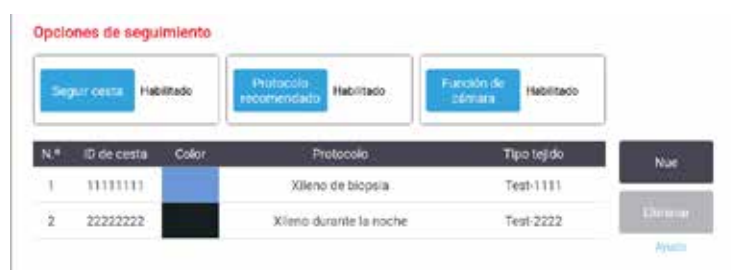 Opciones de seguimiento
Seguir cesta Habilitado
Protocolo recomendado Habilitado
Función de cámara Habilitado
N.º ID de cesta Color Protocolo Tipo tejido
1 11111111 Xileno de biopsia Test-1111
2 22222222 Xileno durante la noche Test-2222
Nue
Eliminar
Ayuda